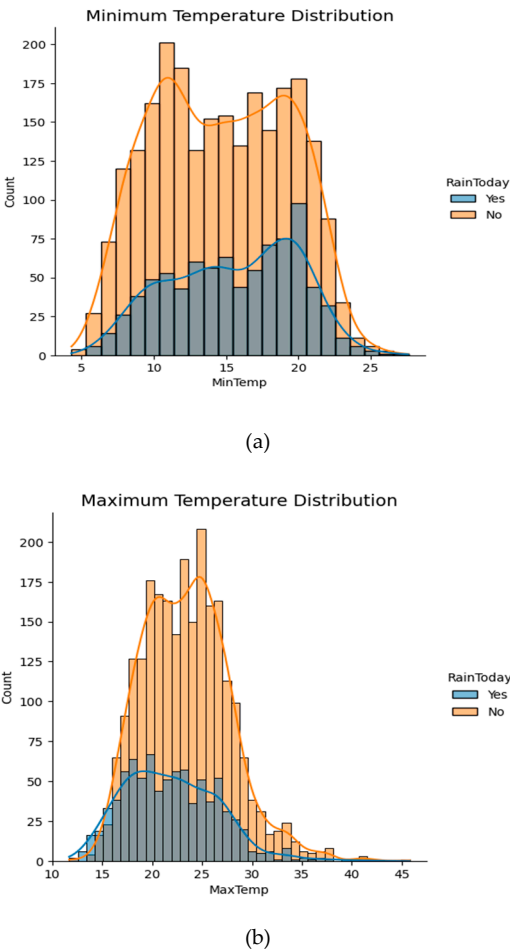 Minimum Temperature Distribution
200
175
150
125
100
75
50
25
0
Count
5 10 15 20 25
MinTemp
RainToday
Yes
No
(a)
Maximum Temperature Distribution
200
175
150
125
100
75
50
25
0
Count
10 15 20 25 30 35 40 45
MaxTemp
RainToday
Yes
No
(b)